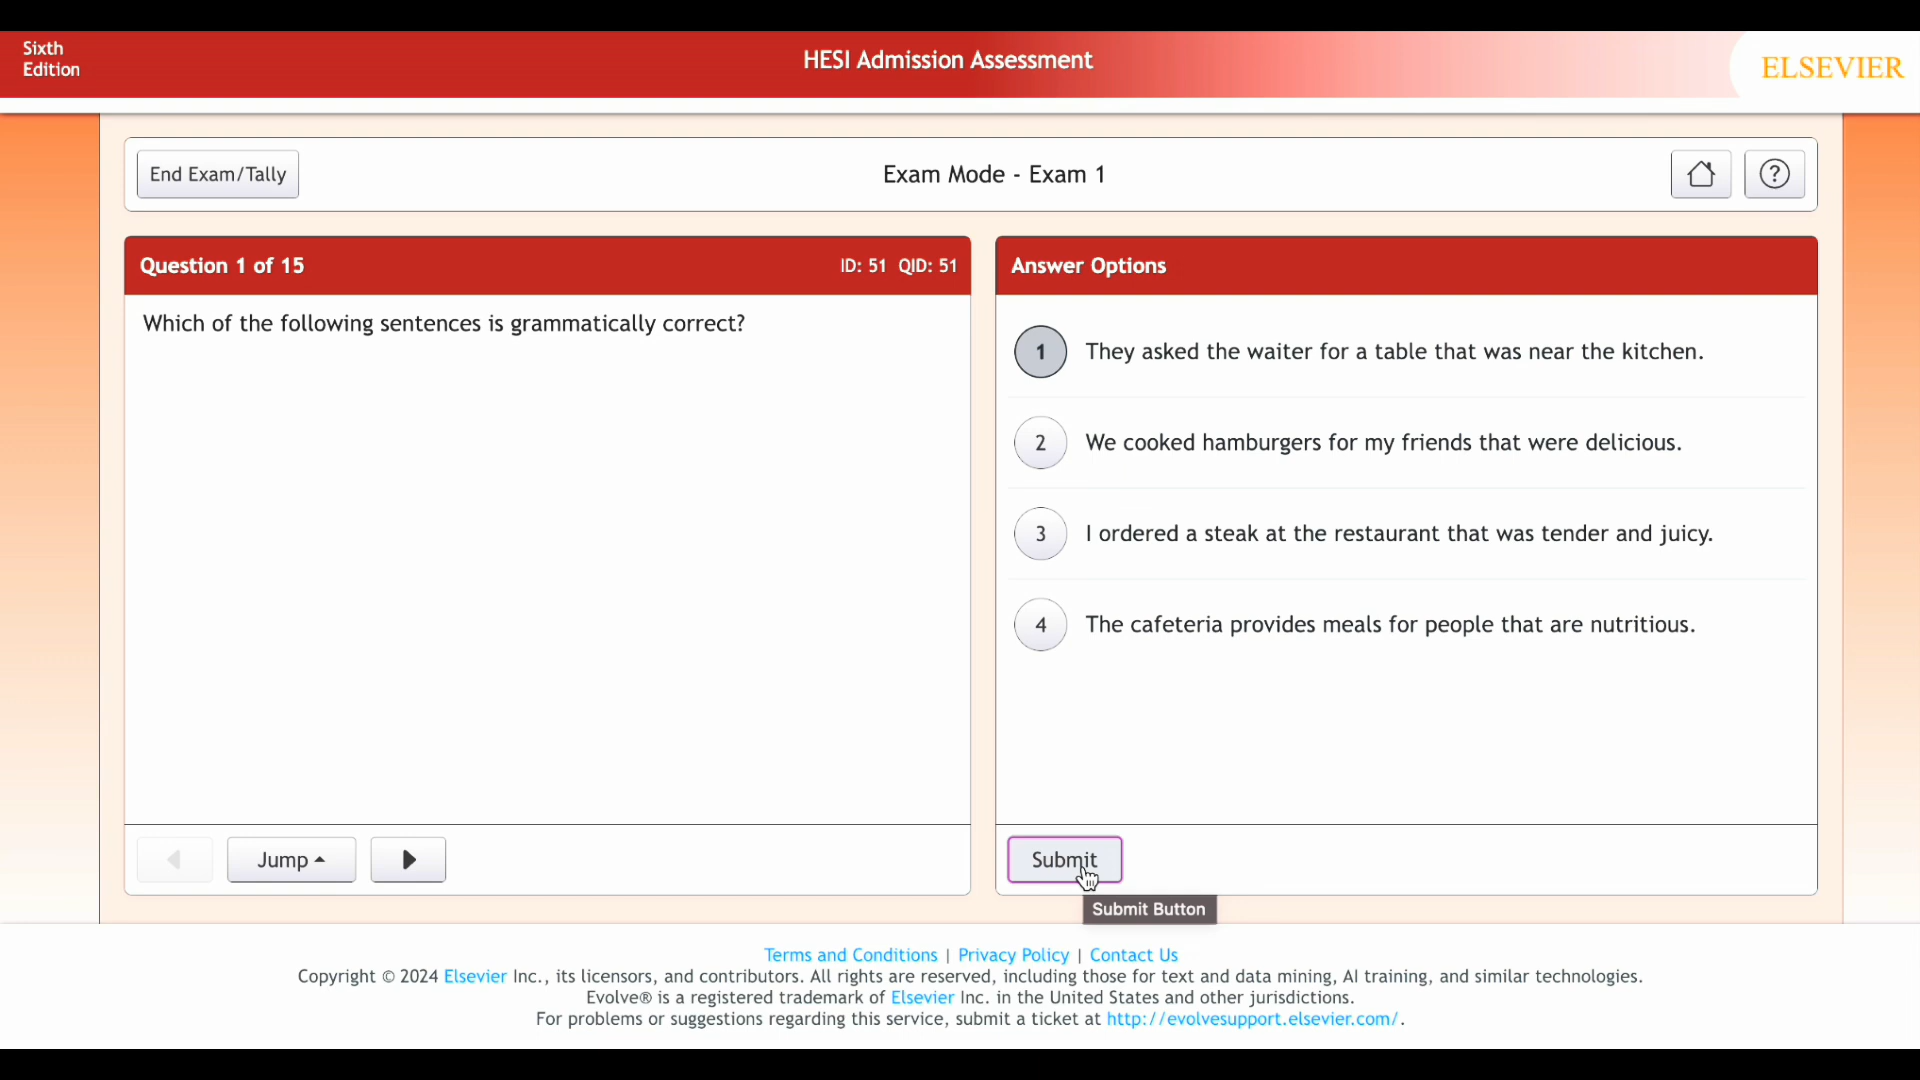 Sixth
Edition
HESI Admission Assessment
ELSEVIER
End Exam/Tally
Exam Mode - Exam 1
?
Question 1 of 15
ID: 51 QID: 51
Which of the following sentences is grammatically correct?
Answer Options
1 They asked the waiter for a table that was near the kitchen.
2 We cooked hamburgers for my friends that were delicious.
3 I ordered a steak at the restaurant that was tender and juicy.
4 The cafeteria provides meals for people that are nutritious.
Jump
Submit
Submit Button
Terms and Conditions | Privacy Policy | Contact Us
Copyright © 2024 Elsevier Inc., its licensors, and contributors. All rights are reserved, including those for text and data mining, AI training, and similar technologies.
Evolve® is a registered trademark of Elsevier Inc. in the United States and other jurisdictions.
For problems or suggestions regarding this service, submit a ticket at http://evolvesupport.elsevier.com/.